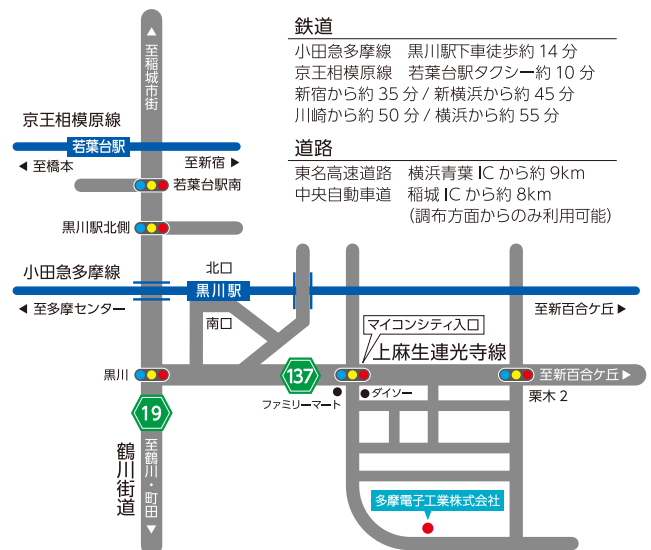 鉄道
小田急多摩線 黒川駅下車徒歩約14分
京王相模原線 若葉台駅タクシー約10分
新宿から約35分/新横浜から約45分
川崎から約50分/横浜から約55分
道路
東名高速道路 横浜青葉ICから約9km
中央自動車道 稲城ICから約8km
(調布方面からのみ利用可能)
▲至稲城市街
京王相模原線
若葉台駅
◀至橋本
至新宿▶
若葉台駅南
黒川駅北側
小田急多摩線
北口
黒川駅
◀至多摩センター
至新百合ケ丘▶
南口
マイコンシティ入口
上麻生連光寺線
黒川
137
至新百合ケ丘▶
ファミリーマート
ダイソー
栗木2
19
鶴川街道
至鶴川・町田▼
多摩電子工業株式会社